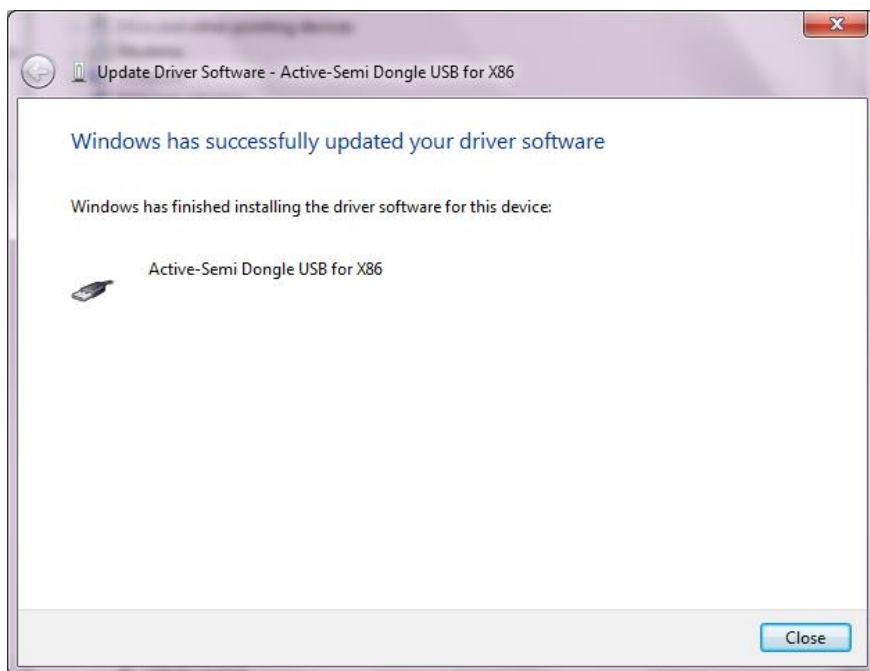 Update Driver Software - Active-Semi Dongle USB for X86
Windows has successfully updated your driver software
Windows has finished installing the driver software for this device:
Active-Semi Dongle USB for X86
Close